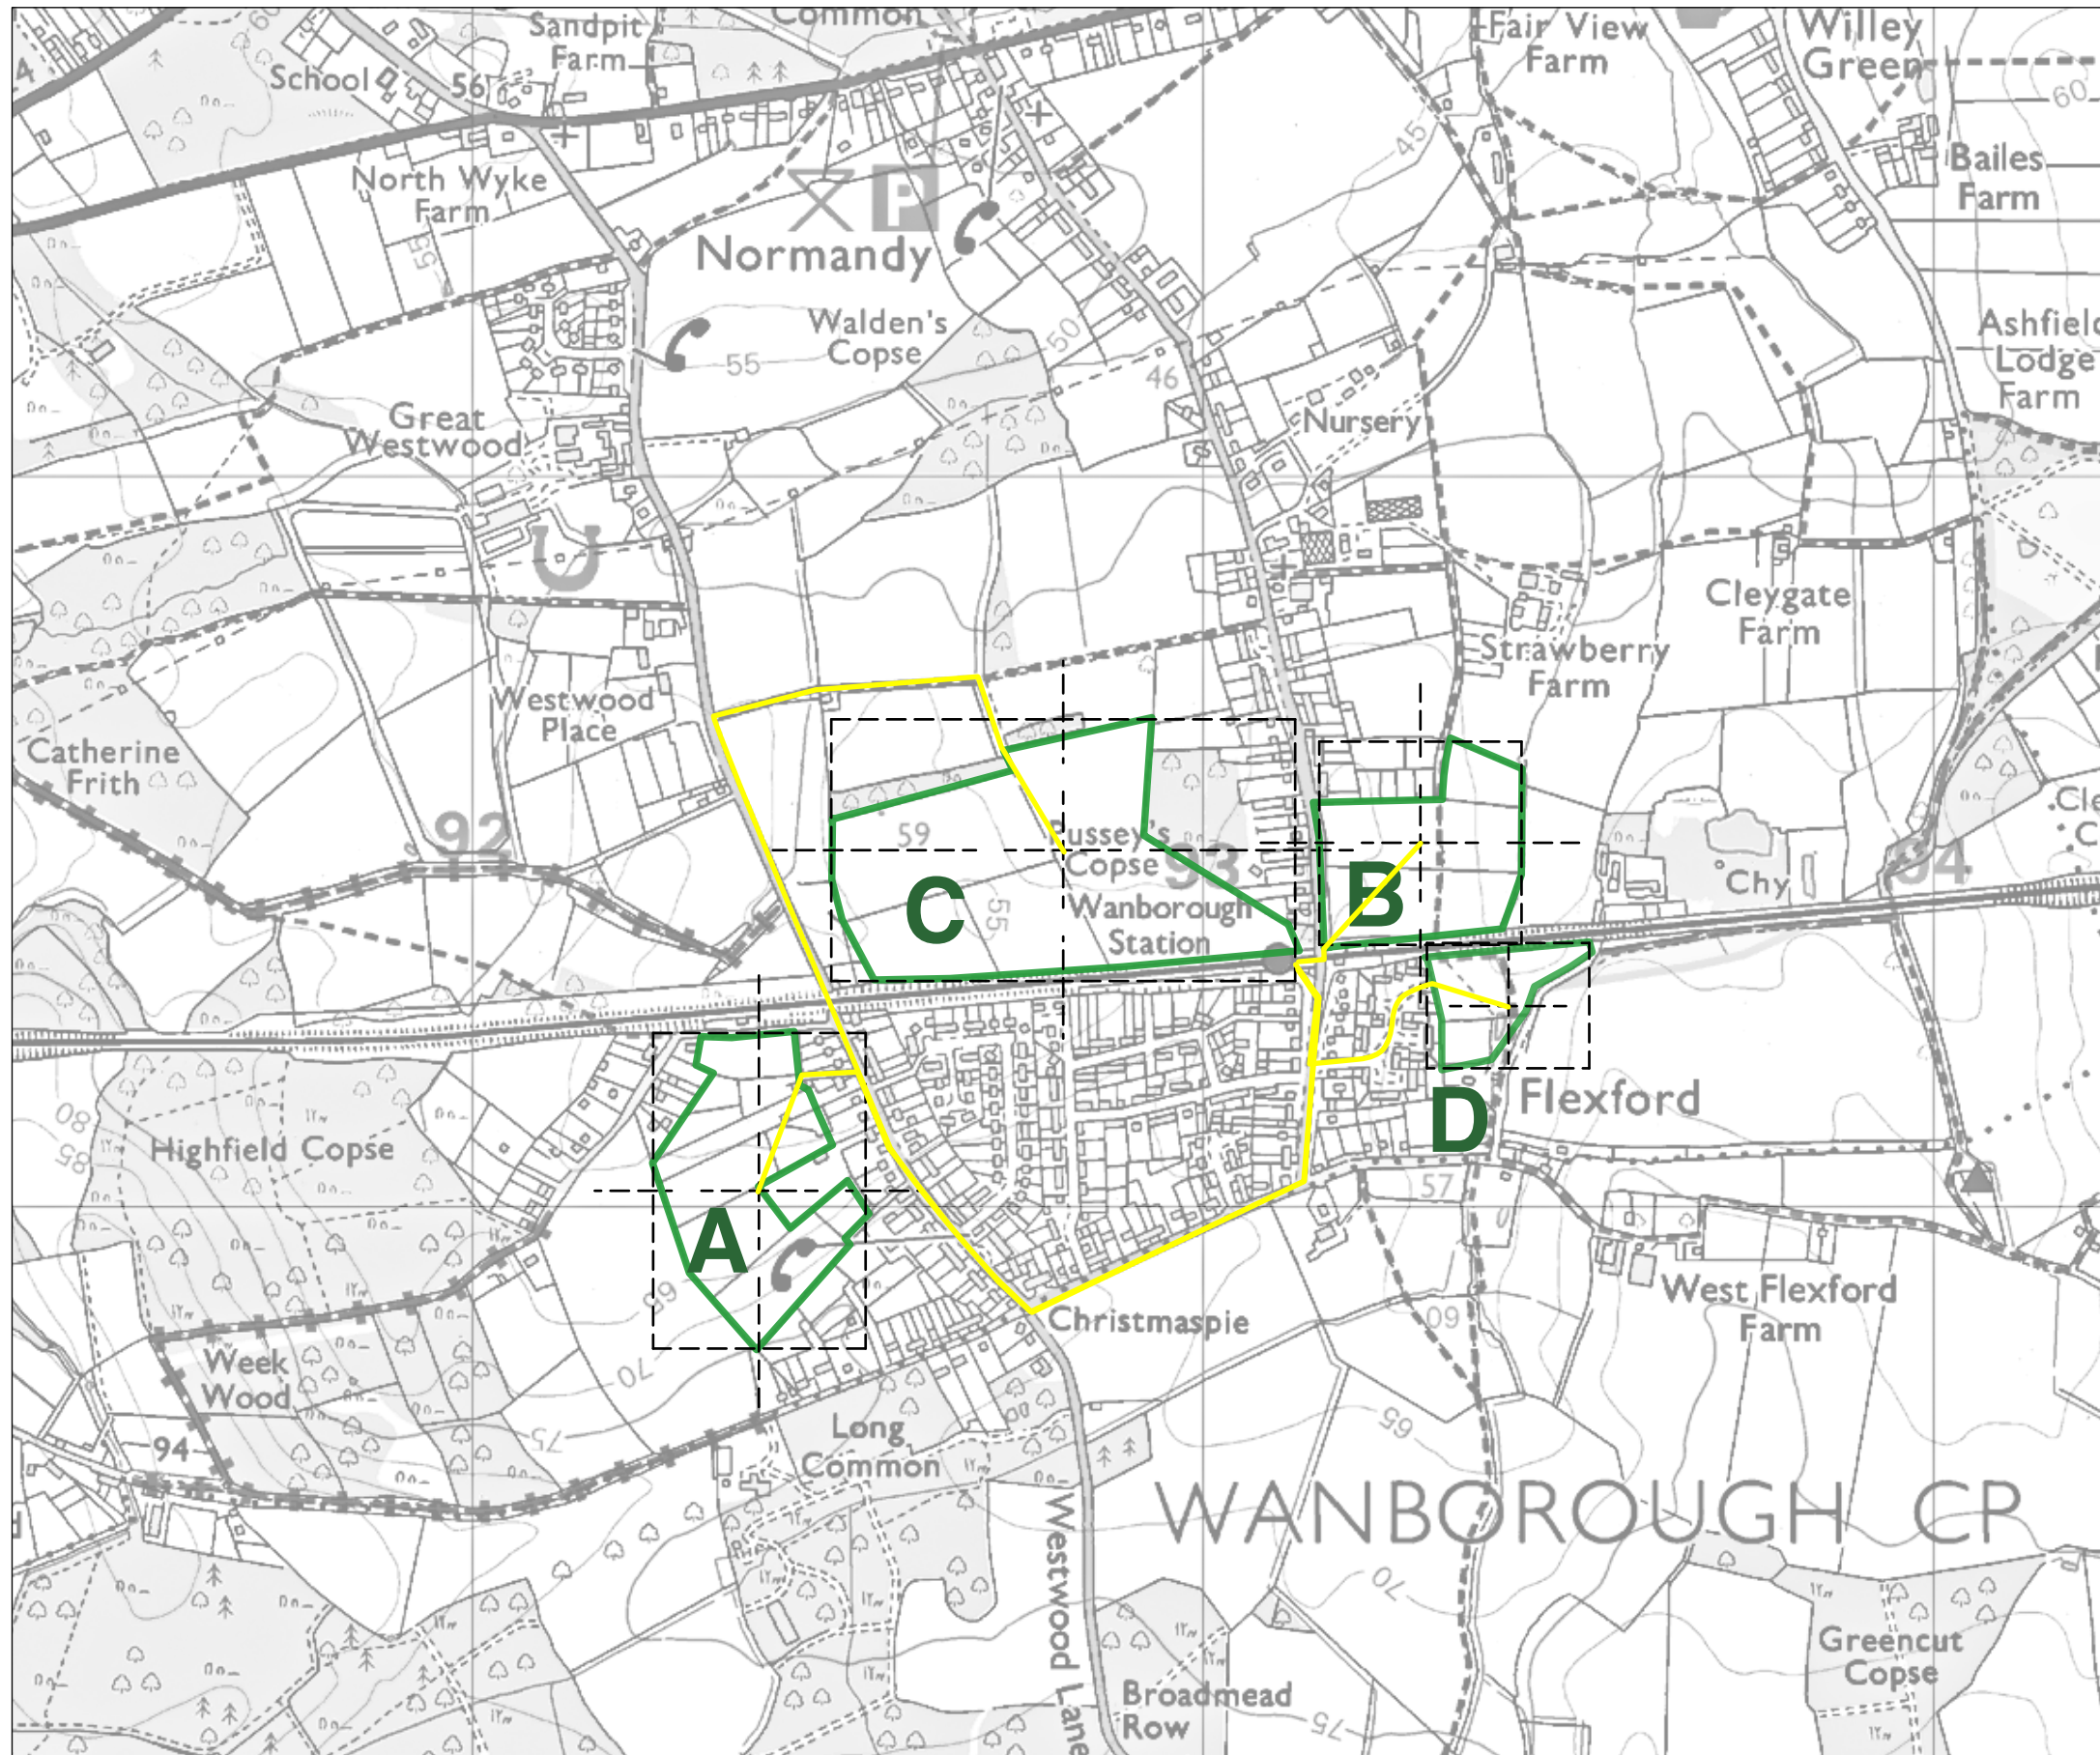 Common
Sandpit
Farm
Fair View
Farm
Willey
Green
4
60
School
56
60
45
Bailes
Farm
North Wyke
Farm
P
Normandy
55
Walden's
Copse
55
50
46
Ashfield
Lodge
Farm
Great
Westwood
Nursery
Cleygate
Farm
Strawberry
Farm
Westwood
Place
Catherine
Frith
92
59
Pussey's
Copse
93
B
C
55
Wanborough
Station
Chy
94
Cle
C
D
Flexford
80
85
Highfield Copse
57
A
65
West Flexford
Farm
Christmaspie
60
Week
Wood
70
75
94
Long
Common
65
WANBOROUGH CP
Westwood Lane
70
Greencut
Copse
Broadmead
Row
75